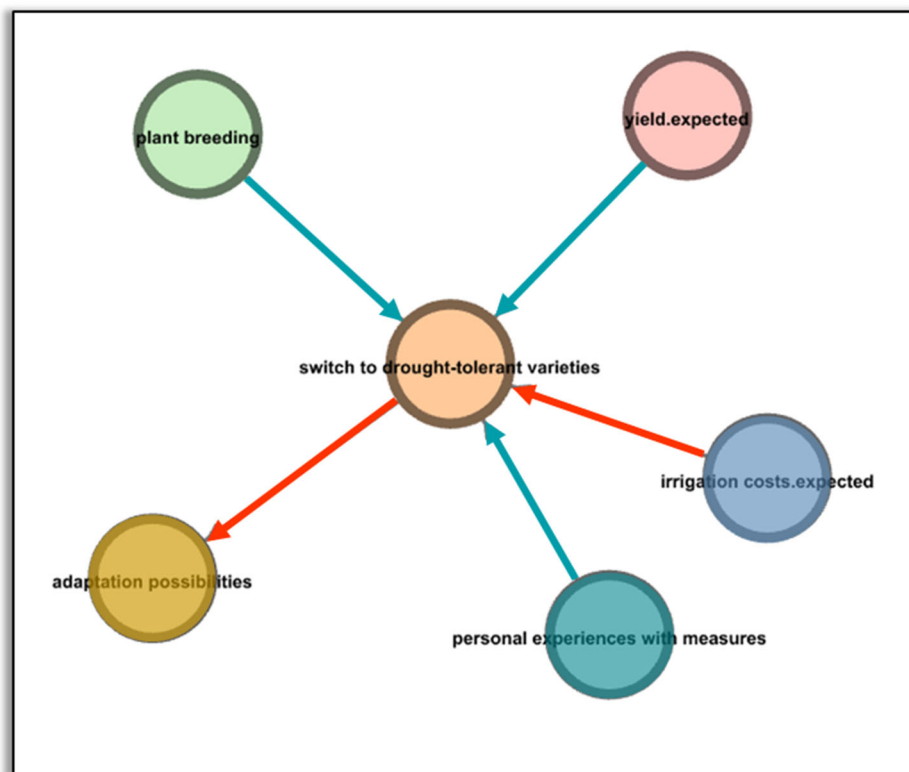 yield.expected
plant breeding
switch to drought-tolerant varieties
irrigation costs.expected
adaptation possibilities
personal experiences with measures